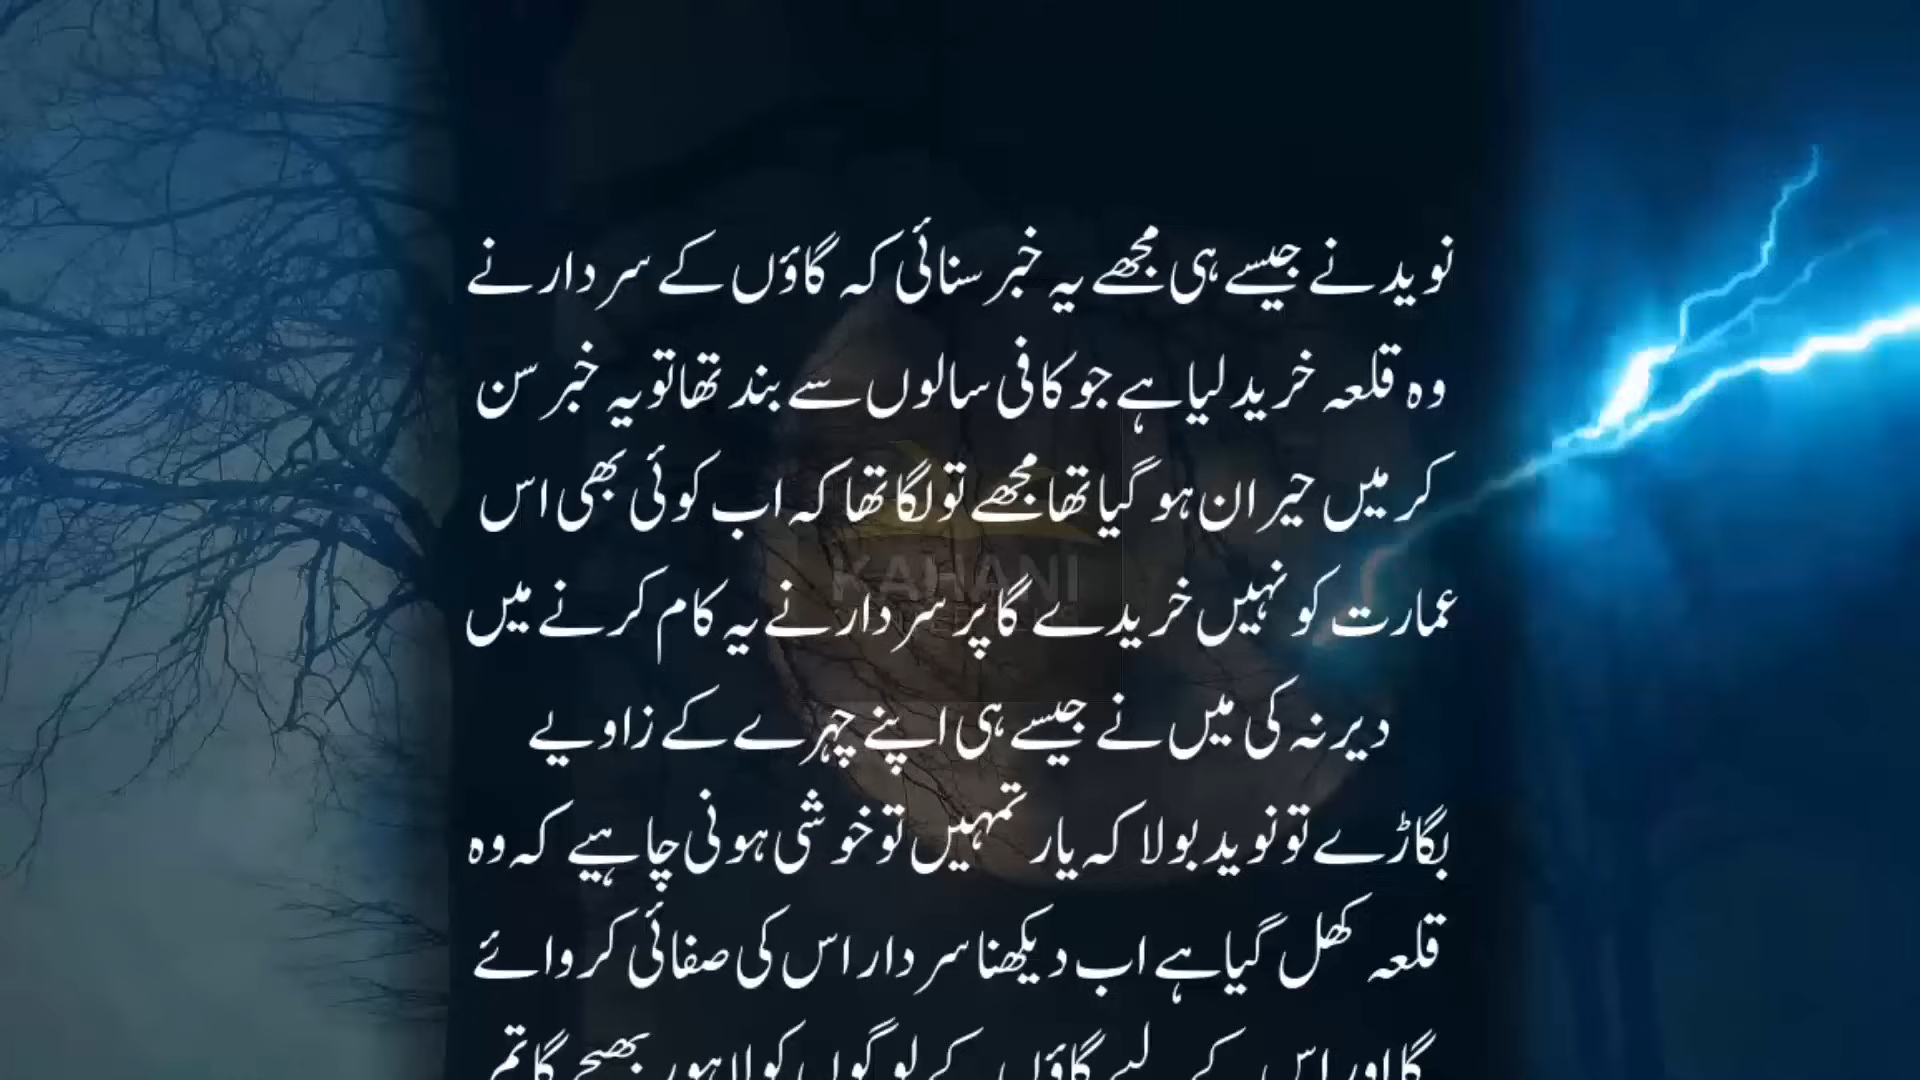 نوید نے جیسے ہی مجھے یہ خبر سنائی کہ گاؤں کے سردار نے
وہ قلعہ خرید لیا ہے جو کافی سالوں سے بند تھا تو یہ خبر سن
کر میں حیران ہو گیا تھا مجھے تو لگا تھا کہ اب کوئی بھی اس
KAHANI
عمارت کو نہیں خریدے گا پر سردار نے یہ کام کرنے میں
دیر نہ کی میں نے جیسے ہی اپنے چہرے کے زاویے
بگاڑے تو نوید بولا کہ یار تمہیں تو خوشی ہونی چاہیے کہ وہ
قلعہ کھل گیا ہے اب دیکھنا سردار اس کی صفائی کروائے
گا اور اس کے لیے گاؤں کے لوگوں کو لاہور بھیجے گا تم